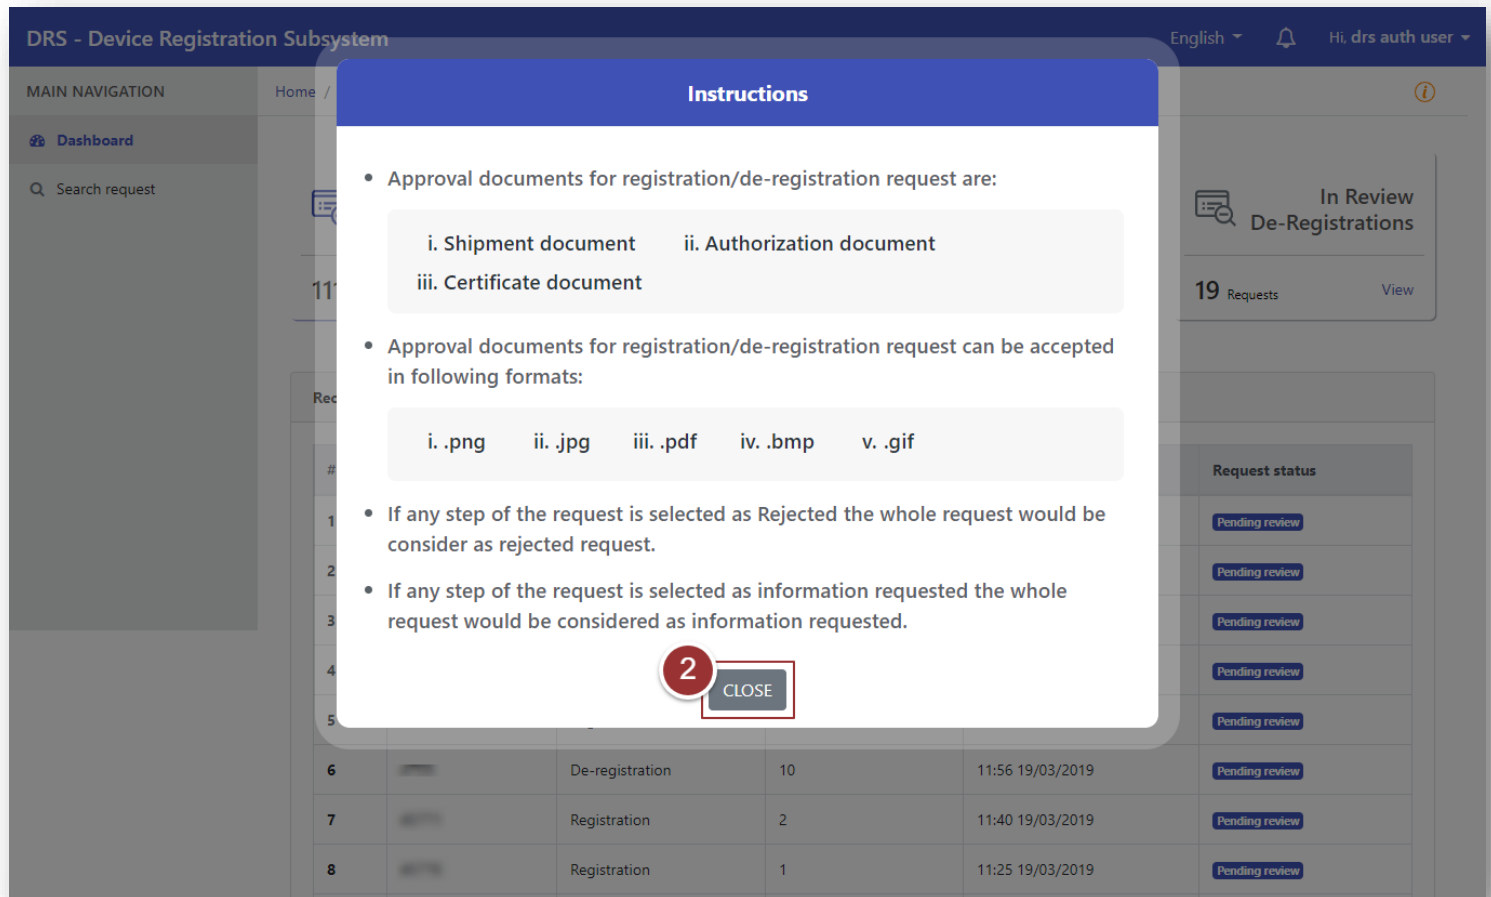 DRS - Device Registration Subsystem
English
Hi, drs auth user
MAIN NAVIGATION
Home /
Dashboard
Search request
Instructions
• Approval documents for registration/de-registration request are:
i. Shipment document ii. Authorization document
iii. Certificate document
• Approval documents for registration/de-registration request can be accepted
in following formats:
i. .png ii. .jpg iii. .pdf iv. .bmp v. .gif
• If any step of the request is selected as Rejected the whole request would be
consider as rejected request.
• If any step of the request is selected as information requested the whole
request would be considered as information requested.
2
CLOSE
In Review
De-Registrations
19 Requests View
# Request status
1 Pending review
2 Pending review
3 Pending review
4 Pending review
5 Pending review
6 De-registration 10 11:56 19/03/2019 Pending review
7 Registration 2 11:40 19/03/2019 Pending review
8 Registration 1 11:25 19/03/2019 Pending review